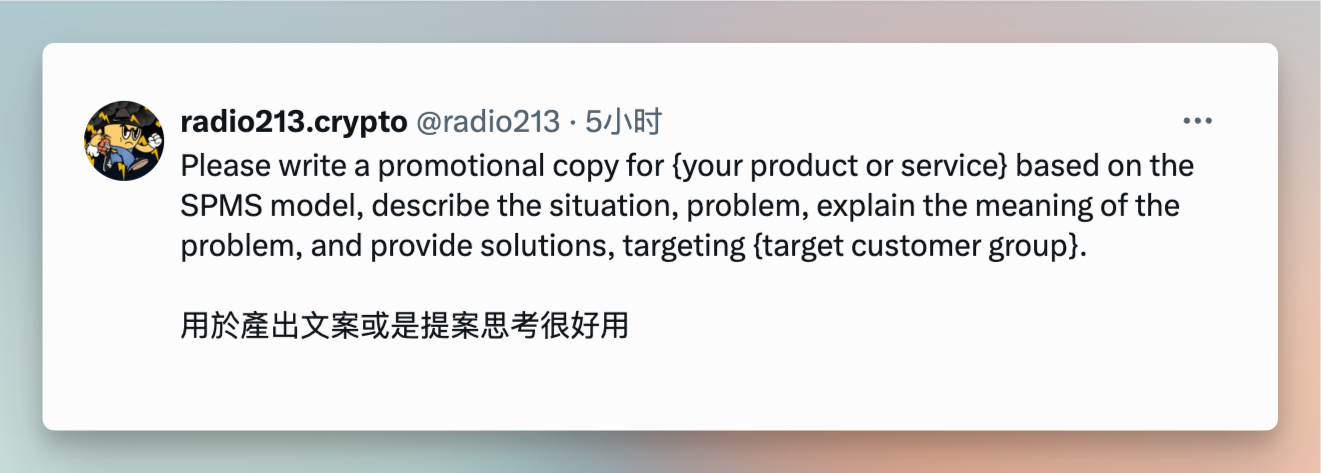 radio213.crypto @radio213 · 5小时
Please write a promotional copy for {your product or service} based on the
SPMS model, describe the situation, problem, explain the meaning of the
problem, and provide solutions, targeting {target customer group}.
用於產出文案或是提案思考很好用